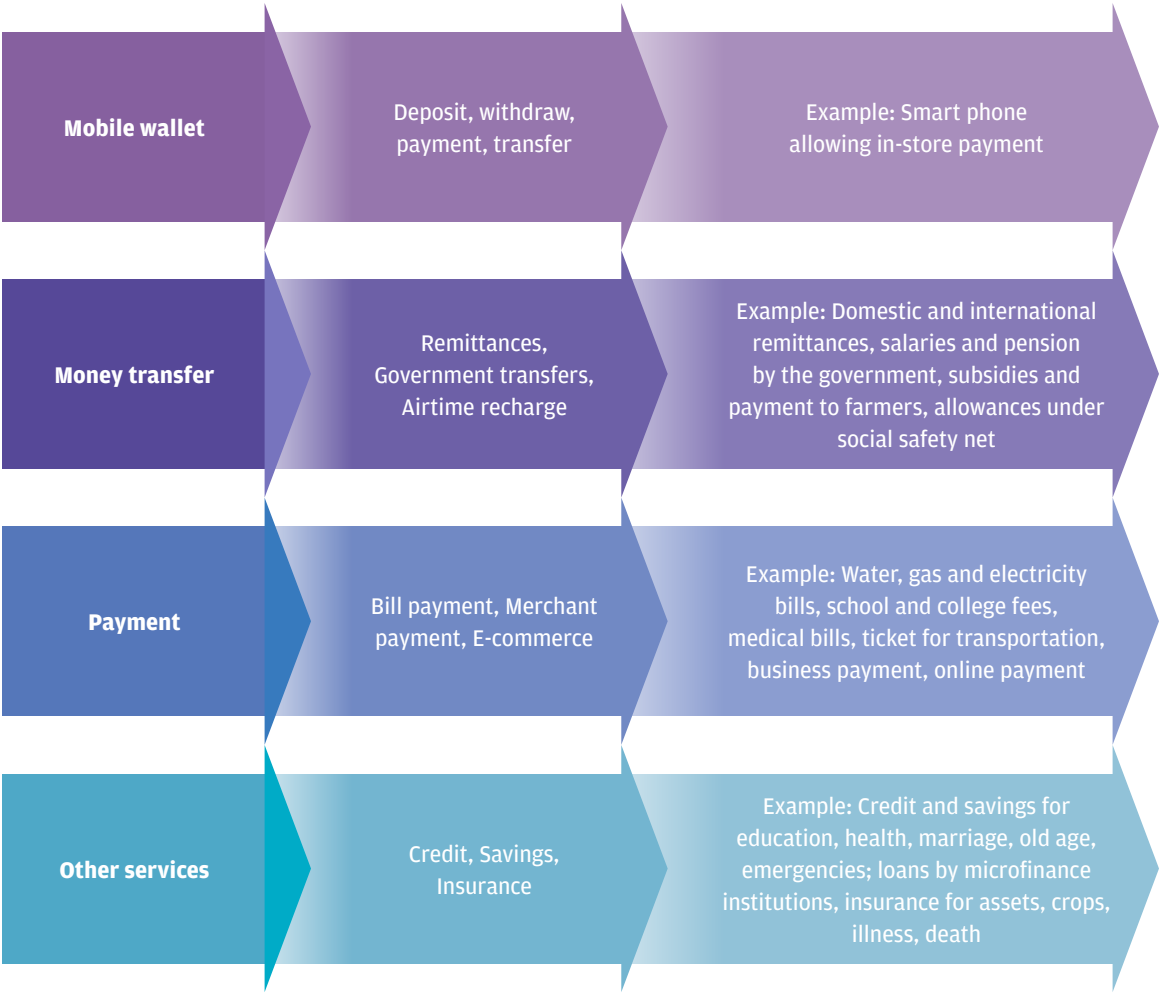 Mobile wallet
Deposit, withdraw,
payment, transfer
Example: Smart phone
allowing in-store payment
Money transfer
Remittances,
Government transfers,
Airtime recharge
Example: Domestic and international
remittances, salaries and pension
by the government, subsidies and
payment to farmers, allowances under
social safety net
Payment
Bill payment, Merchant
payment, E-commerce
Example: Water, gas and electricity
bills, school and college fees,
medical bills, ticket for transportation,
business payment, online payment
Other services
Credit, Savings,
Insurance
Example: Credit and savings for
education, health, marriage, old age,
emergencies; loans by microfinance
institutions, insurance for assets, crops,
illness, death